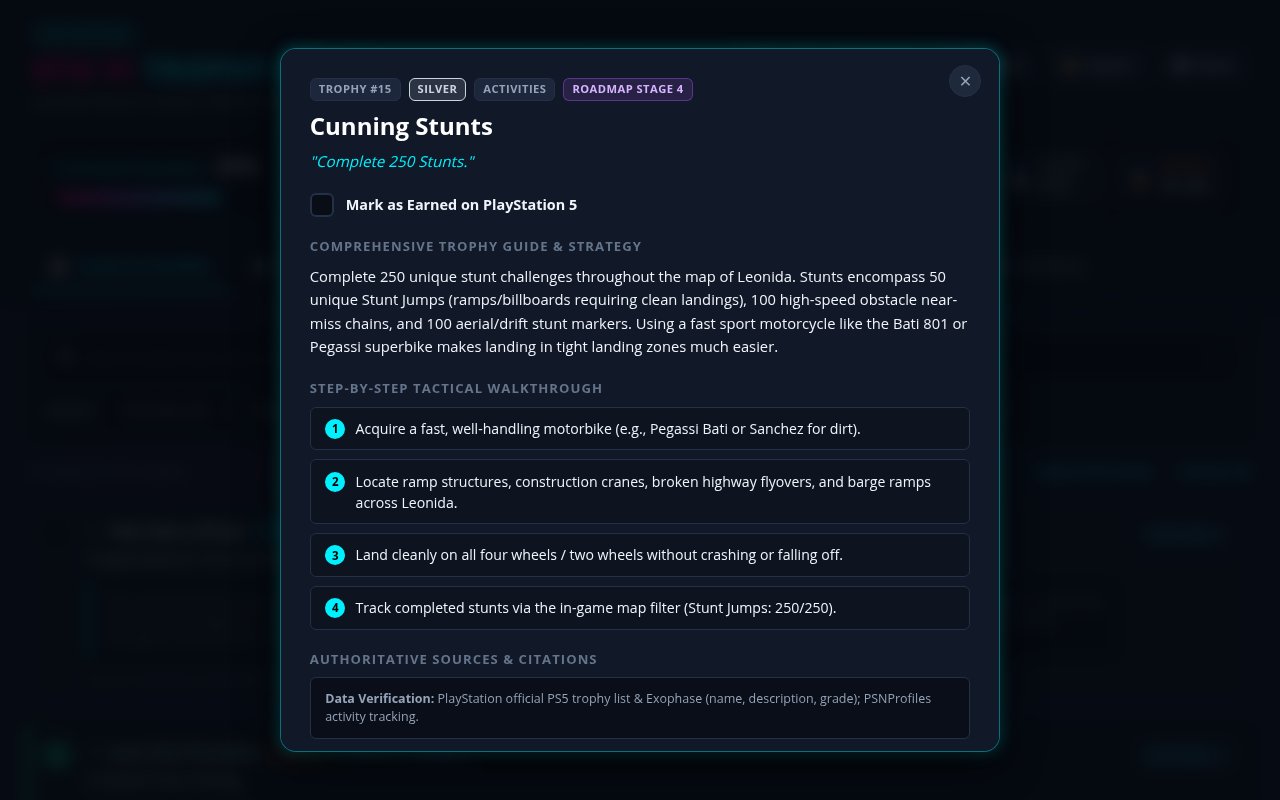 TROPHY #15
SILVER
ACTIVITIES
ROADMAP STAGE 4
Cunning Stunts
"Complete 250 Stunts."
Mark as Earned on PlayStation 5
COMPREHENSIVE TROPHY GUIDE & STRATEGY
Complete 250 unique stunt challenges throughout the map of Leonida. Stunts encompass 50
unique Stunt Jumps (ramps/billboards requiring clean landings), 100 high-speed obstacle near-
miss chains, and 100 aerial/drift stunt markers. Using a fast sport motorcycle like the Bati 801 or
Pegassi superbike makes landing in tight landing zones much easier.
STEP-BY-STEP TACTICAL WALKTHROUGH
1 Acquire a fast, well-handling motorbike (e.g., Pegassi Bati or Sanchez for dirt).
2 Locate ramp structures, construction cranes, broken highway flyovers, and barge ramps
across Leonida.
3 Land cleanly on all four wheels / two wheels without crashing or falling off.
4 Track completed stunts via the in-game map filter (Stunt Jumps: 250/250).
AUTHORITATIVE SOURCES & CITATIONS
Data Verification: PlayStation official PS5 trophy list & Exophase (name, description, grade); PSNProfiles
activity tracking.